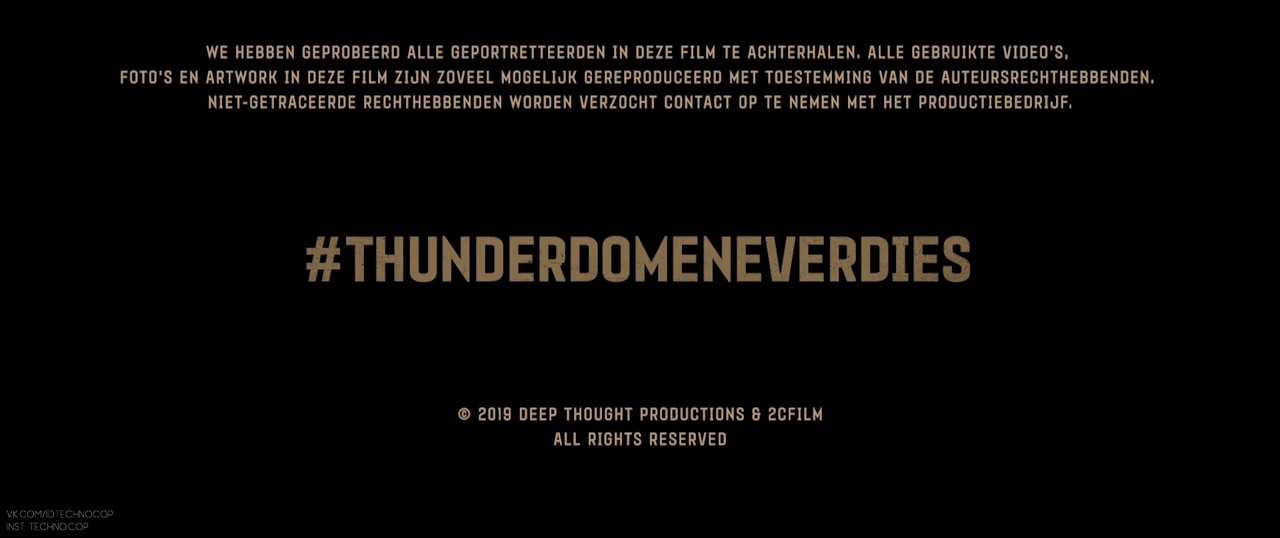 WE HEBBEN GEPROBEERD ALLE GEPORTRETTEERDEN IN DEZE FILM TE ACHTERHALEN. ALLE GEBRUIKTE VIDEO'S,
FOTO'S EN ARTWORK IN DEZE FILM ZIJN ZOVEEL MOGELIJK GEREPRODUCEERD MET TOESTEMMING VAN DE AUTEURSRECHTHEBBENDEN.
NIET-GETRACEERDE RECHTHEBBENDEN WORDEN VERZOCHT CONTACT OP TE NEMEN MET HET PRODUCTIEBEDRIJF.
#THUNDERDOMENEVERDIES
© 2019 DEEP THOUGHT PRODUCTIONS & 2CFILM
ALL RIGHTS RESERVED
VK.COM/IDTECHNOCOP
INST: TECHNO.COP